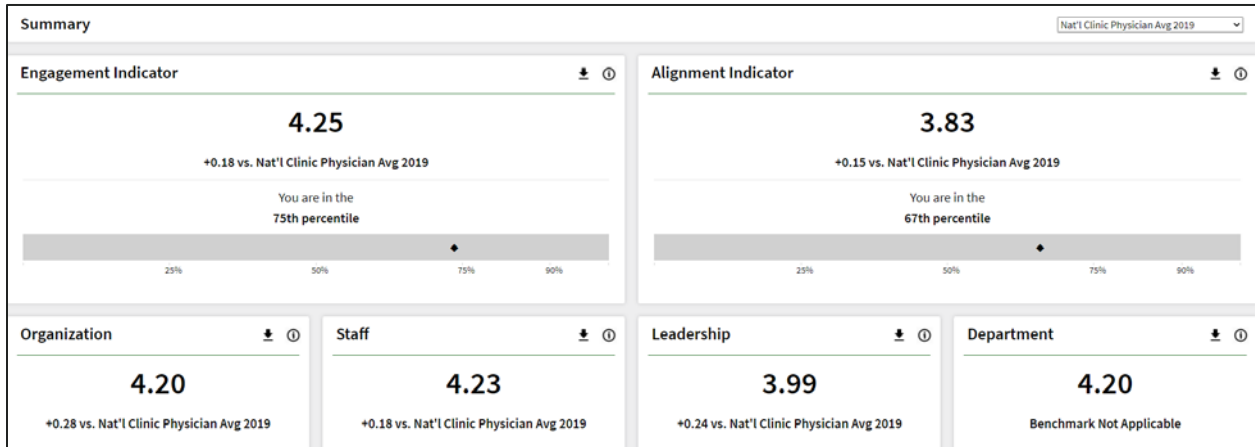 Summary
Nat'l Clinic Physician Avg 2019
Engagement Indicator
4.25
+0.18 vs. Nat'l Clinic Physician Avg 2019
You are in the
75th percentile
25% 50% 75% 90%
Alignment Indicator
3.83
+0.15 vs. Nat'l Clinic Physician Avg 2019
You are in the
67th percentile
25% 50% 75% 90%
Organization
4.20
+0.28 vs. Nat'l Clinic Physician Avg 2019
Staff
4.23
+0.18 vs. Nat'l Clinic Physician Avg 2019
Leadership
3.99
+0.24 vs. Nat'l Clinic Physician Avg 2019
Department
4.20
Benchmark Not Applicable